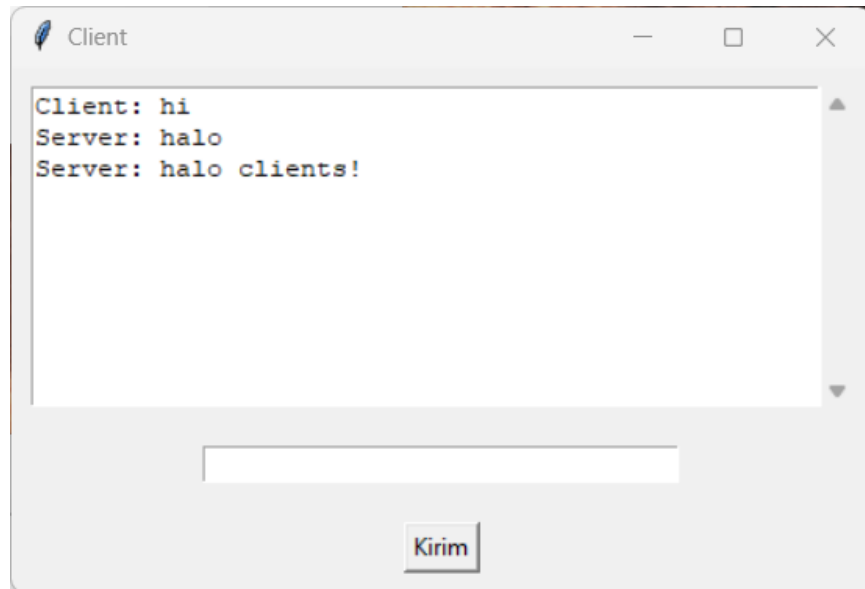 Client
Client: hi
Server: halo
Server: halo clients!
Kirim